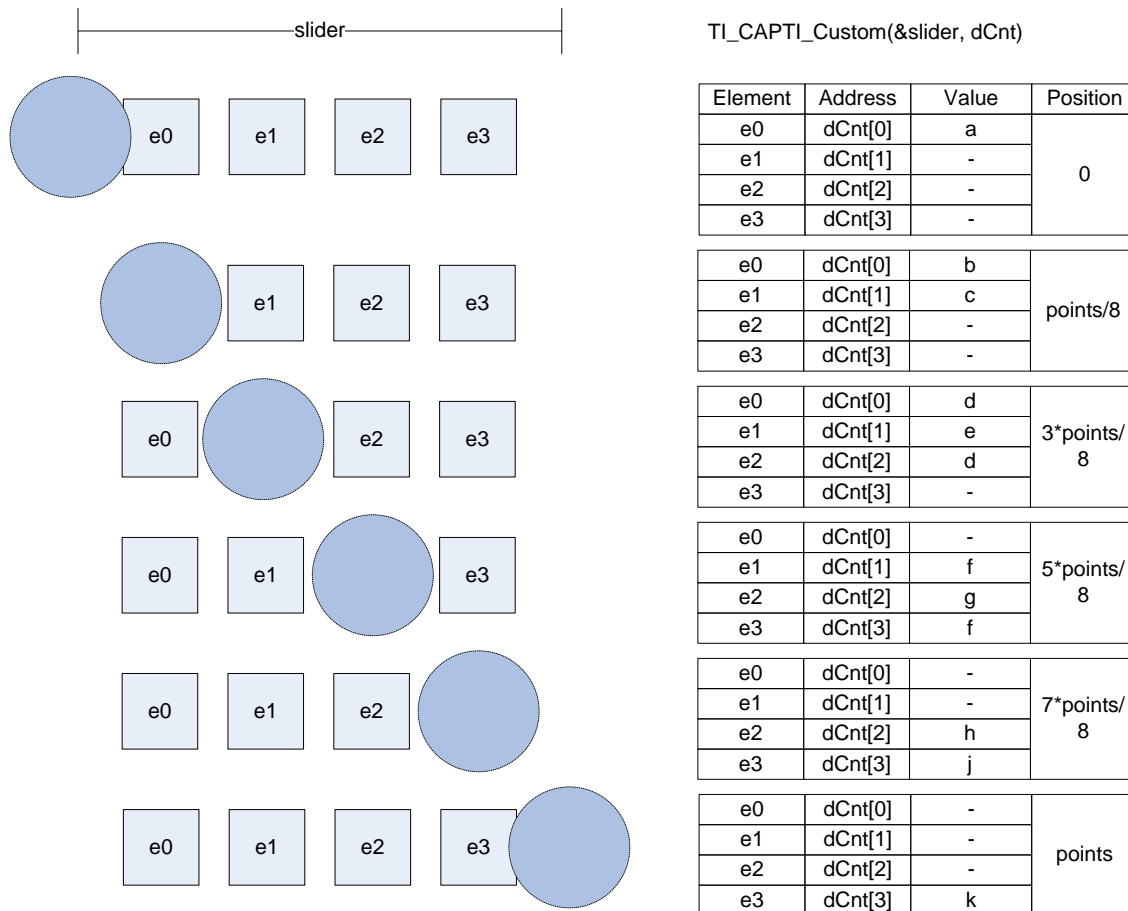 slider
TI_CAPTI_Custom(&slider, dCnt)
Element Address Value Position
e0 e1 e2 e3
e0 dCnt[0] a
e1 dCnt[1] -
e2 dCnt[2] -
e3 dCnt[3] -
0
e1 e2 e3
e0 dCnt[0] b
e1 dCnt[1] c
e2 dCnt[2] -
e3 dCnt[3] -
points/8
e0 e2 e3
e0 dCnt[0] d
e1 dCnt[1] e
e2 dCnt[2] d
e3 dCnt[3] -
3*points/
8
e0 e1 e3
e0 dCnt[0] -
e1 dCnt[1] f
e2 dCnt[2] g
e3 dCnt[3] f
5*points/
8
e0 e1 e2
e0 dCnt[0] -
e1 dCnt[1] -
e2 dCnt[2] h
e3 dCnt[3] j
7*points/
8
e0 e1 e2 e3
e0 dCnt[0] -
e1 dCnt[1] -
e2 dCnt[2] -
e3 dCnt[3] k
points